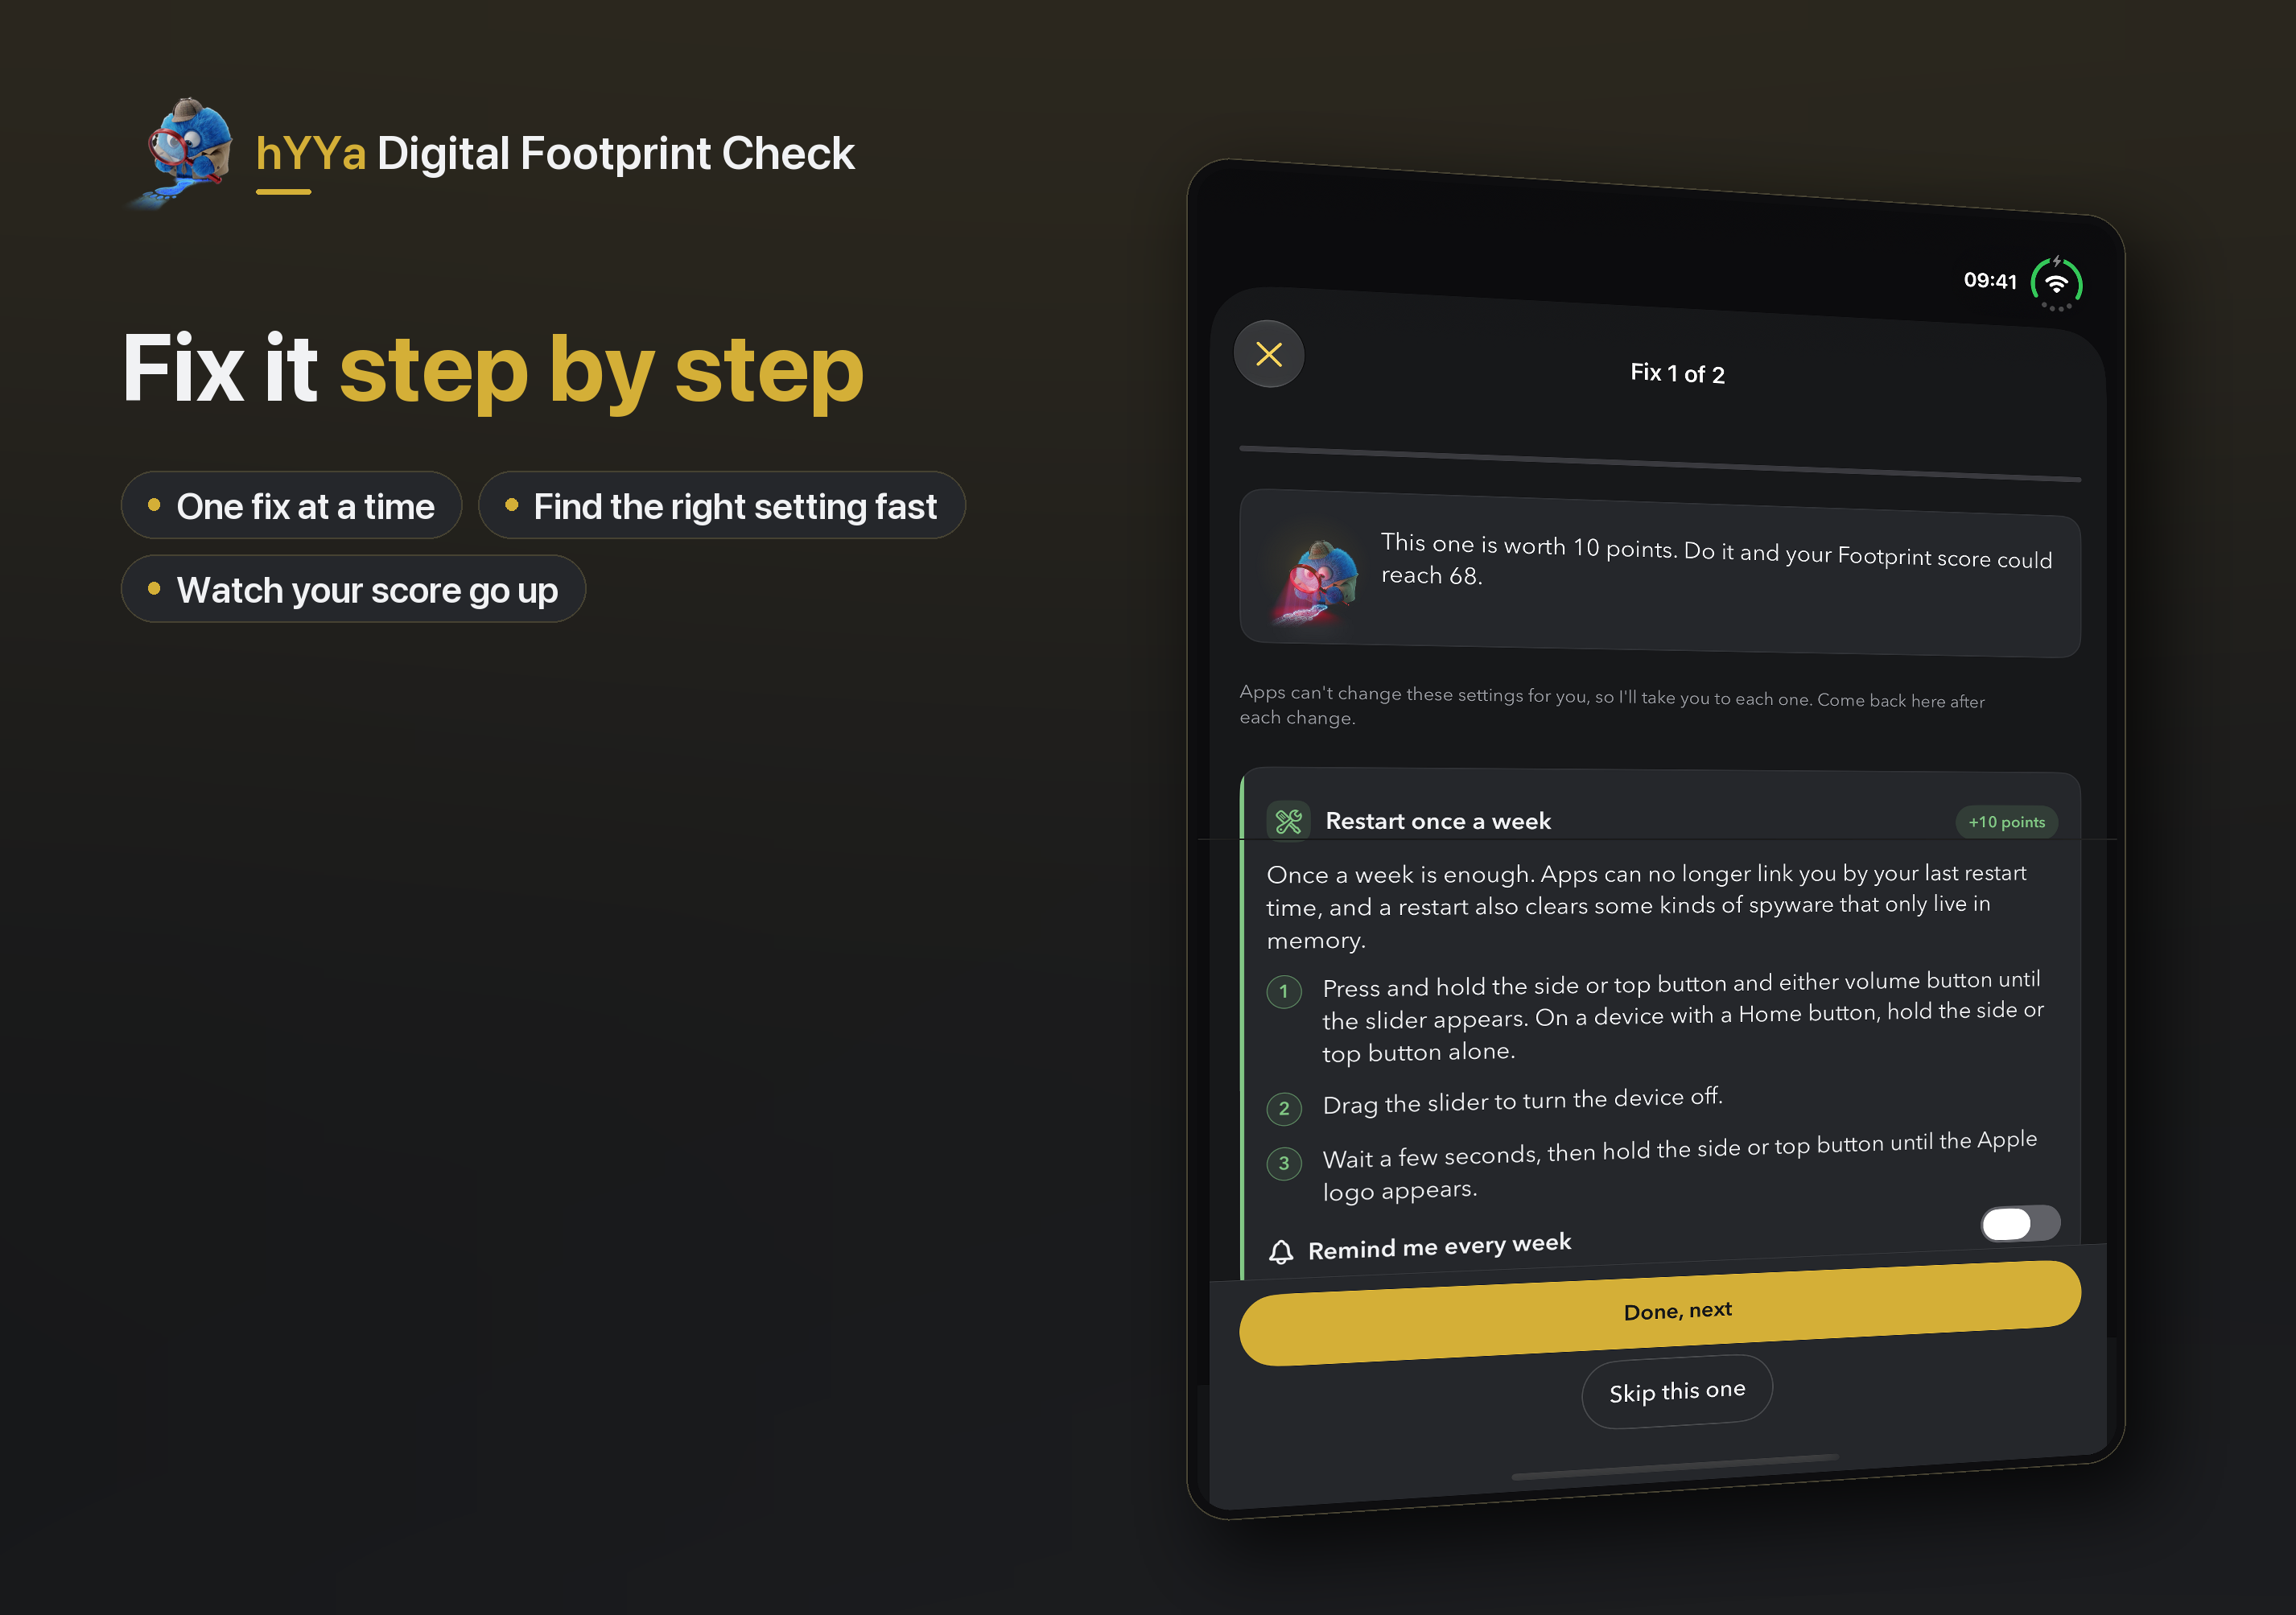 hYYa Digital Footprint Check
Fix it step by step
One fix at a time
Find the right setting fast
Watch your score go up
09:41
Fix 1 of 2
This one is worth 10 points. Do it and your Footprint score could
reach 68.
Apps can't change these settings for you, so I'll take you to each one. Come back here after
each change.
Restart once a week
+10 points
Once a week is enough. Apps can no longer link you by your last restart
time, and a restart also clears some kinds of spyware that only live in
memory.
1
Press and hold the side or top button and either volume button until
the slider appears. On a device with a Home button, hold the side or
top button alone.
2
Drag the slider to turn the device off.
3
Wait a few seconds, then hold the side or top button until the Apple
logo appears.
Remind me every week
Done, next
Skip this one